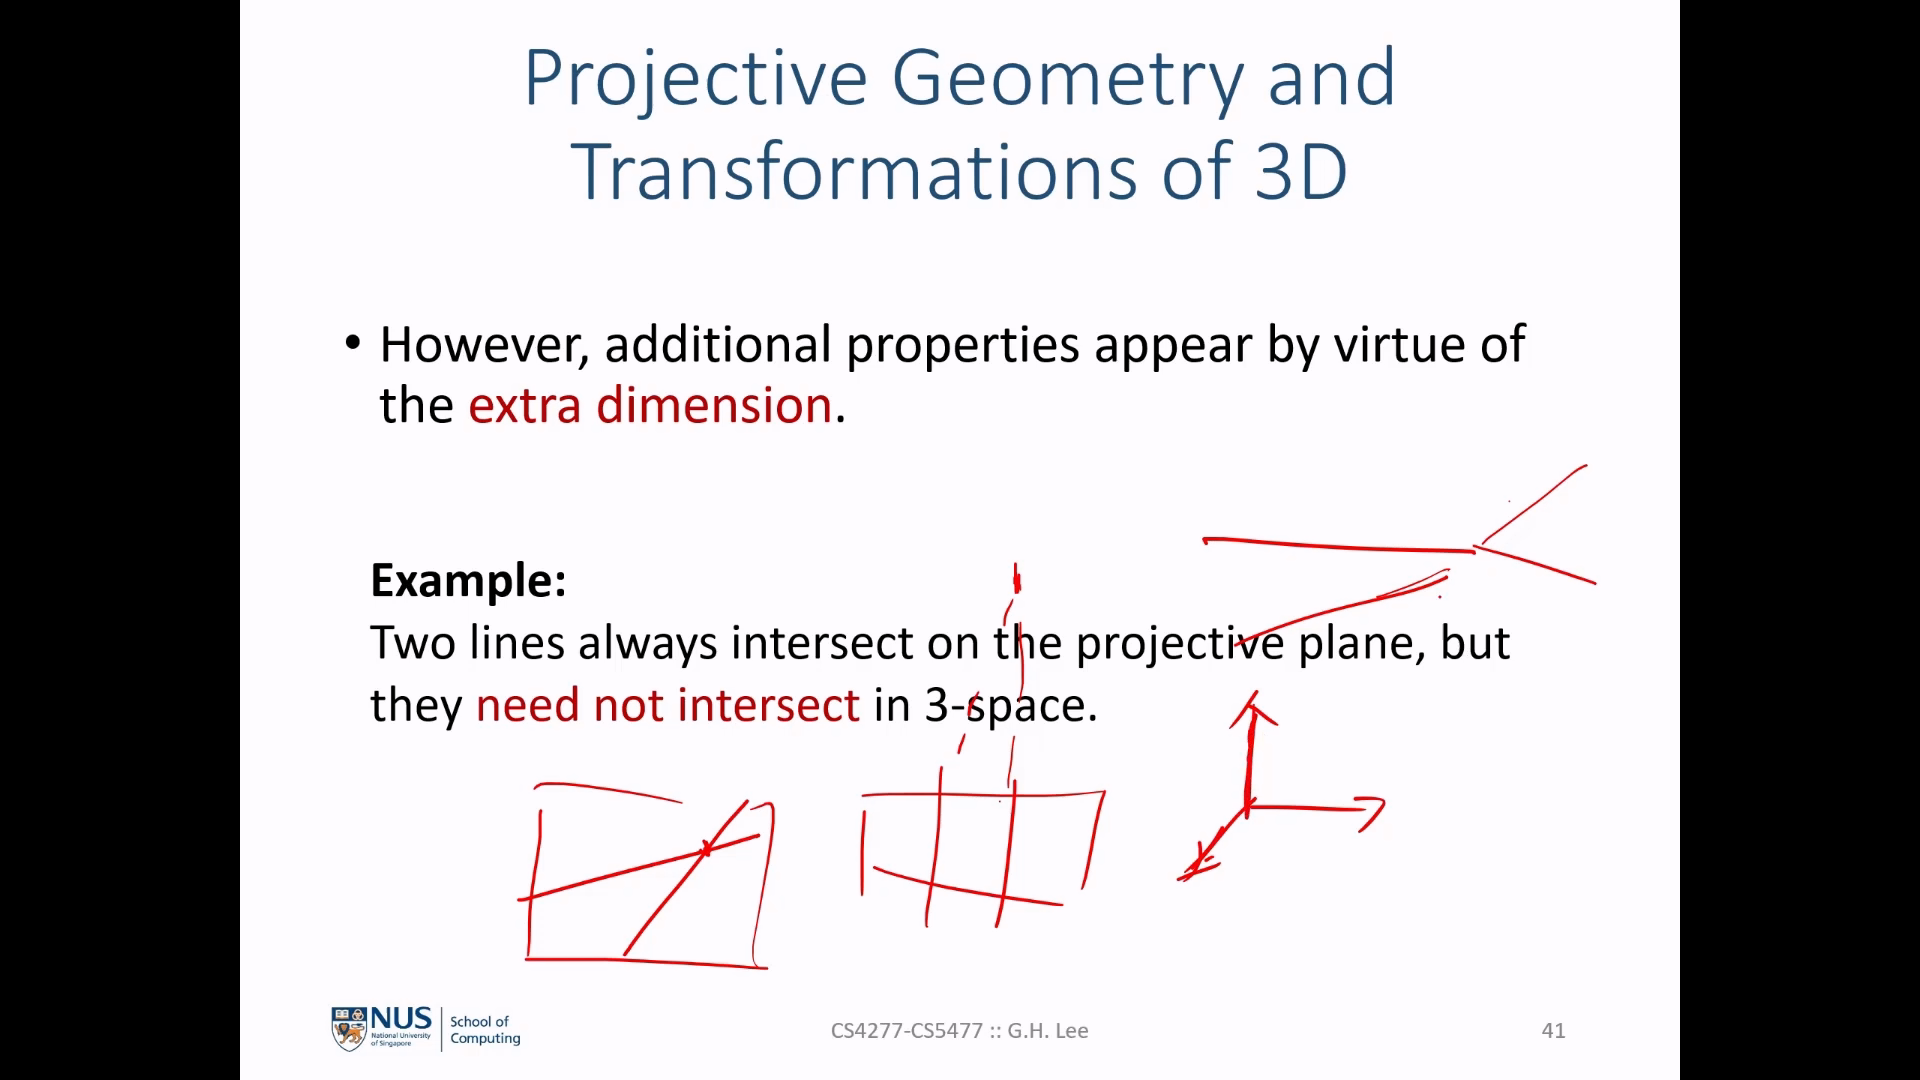 Projective Geometry and
Transformations of 3D
• However, additional properties appear by virtue of
the extra dimension.
Example:
Two lines always intersect on the projective plane, but
they need not intersect in 3-space.
NUS
National University
of Singapore
School of
Computing
CS4277-CS5477 :: G.H. Lee
41